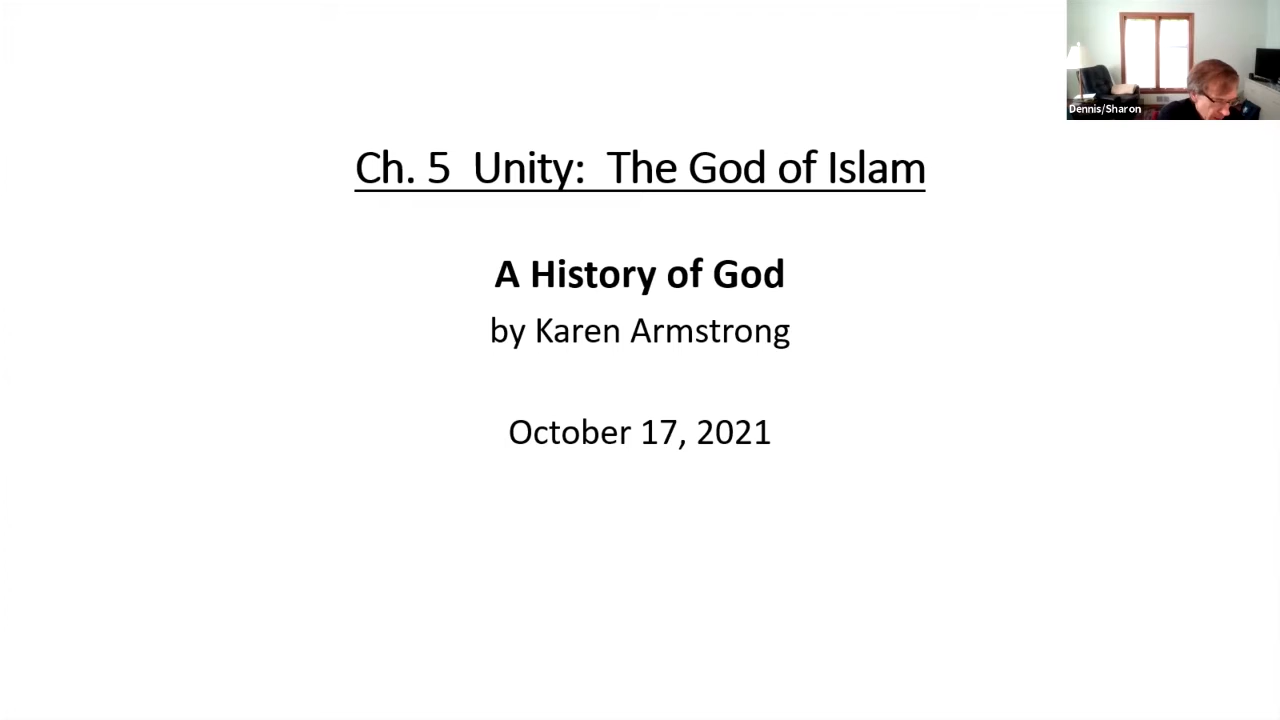 Dennis/Sharon
Ch. 5 Unity: The God of Islam
A History of God
by Karen Armstrong
October 17, 2021